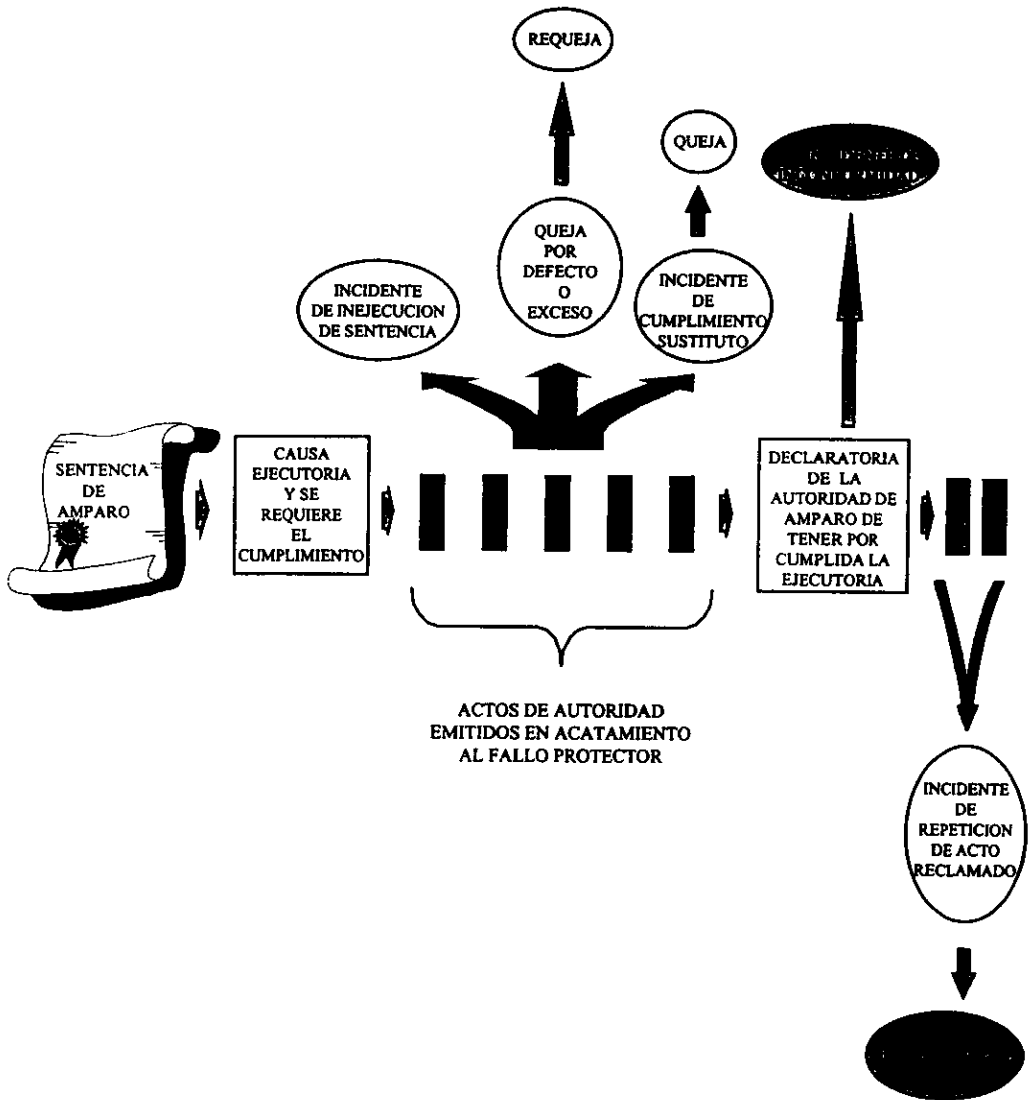 REQUEJA
QUEJA
QUEJA
POR
DEFECTO
O
EXCESO
INCIDENTE
DE INEJECUCION
DE SENTENCIA
INCIDENTE
DE
CUMPLIMIENTO
SUSTITUTO
SENTENCIA
DE
AMPARO
CAUSA
EJECUTORIA
Y SE
REQUIERE
EL
CUMPLIMIENTO
DECLARATORIA
DE LA
AUTORIDAD DE
AMPARO DE
TENER POR
CUMPLIDA LA
EJECUTORIA
ACTOS DE AUTORIDAD
EMITIDOS EN ACATAMIENTO
AL FALLO PROTECTOR
INCIDENTE
DE
REPETICION
DE ACTO
RECLAMADO